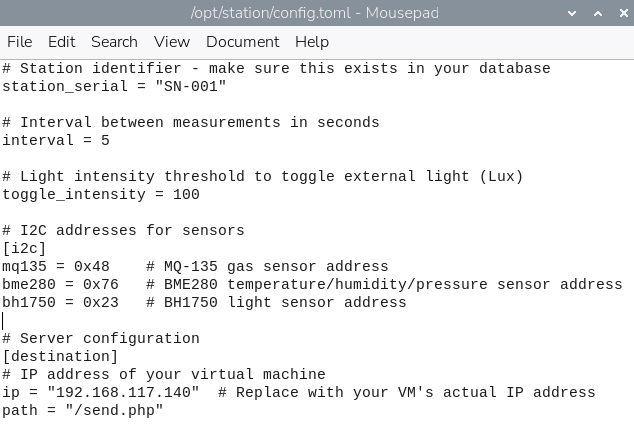 /opt/station/config.toml - Mousepad
File Edit Search View Document Help
# Station identifier - make sure this exists in your database
station_serial = "SN-001"

# Interval between measurements in seconds
interval = 5

# Light intensity threshold to toggle external light (Lux)
toggle_intensity = 100

# I2C addresses for sensors
[i2c]
mq135 = 0x48    # MQ-135 gas sensor address
bme280 = 0x76   # BME280 temperature/humidity/pressure sensor address
bh1750 = 0x23   # BH1750 light sensor address

# Server configuration
[destination]
# IP address of your virtual machine
ip = "192.168.117.140"  # Replace with your VM's actual IP address
path = "/send.php"